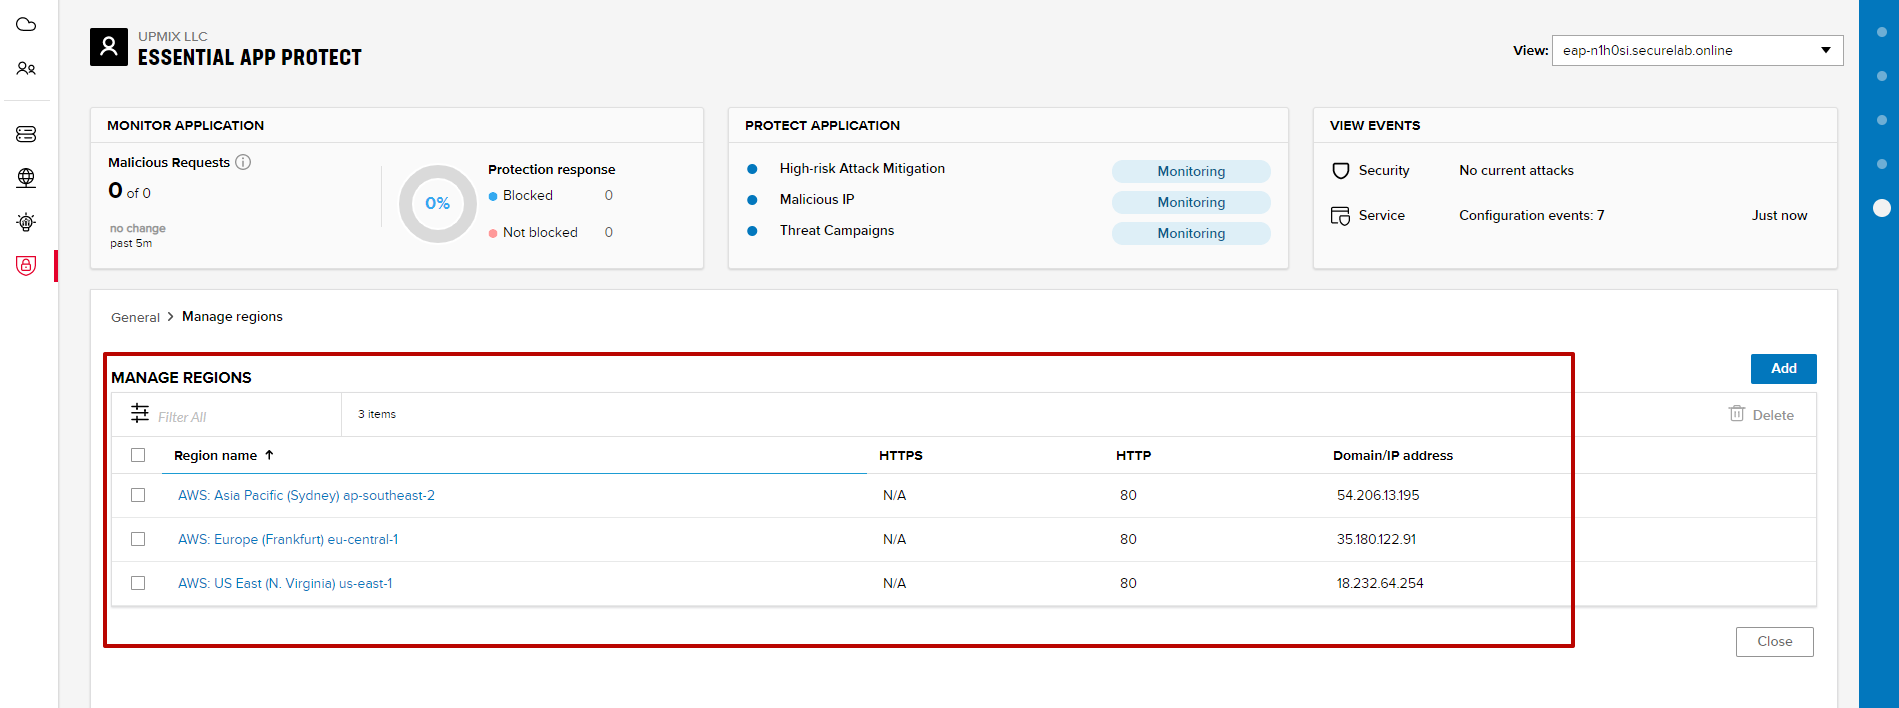 UPMIX LLC
ESSENTIAL APP PROTECT
View: eap-n1h0si.securelab.online
MONITOR APPLICATION
Malicious Requests
0 of 0
no change
past 5m
0%
Protection response
Blocked 0
Not blocked 0
PROTECT APPLICATION
High-risk Attack Mitigation Monitoring
Malicious IP Monitoring
Threat Campaigns Monitoring
VIEW EVENTS
Security No current attacks
Service Configuration events: 7 Just now
General > Manage regions
MANAGE REGIONS
Add
Filter All 3 items Delete
Region name HTTPS HTTP Domain/IP address
AWS: Asia Pacific (Sydney) ap-southeast-2 N/A 80 54.206.13.195
AWS: Europe (Frankfurt) eu-central-1 N/A 80 35.180.122.91
AWS: US East (N. Virginia) us-east-1 N/A 80 18.232.64.254
Close